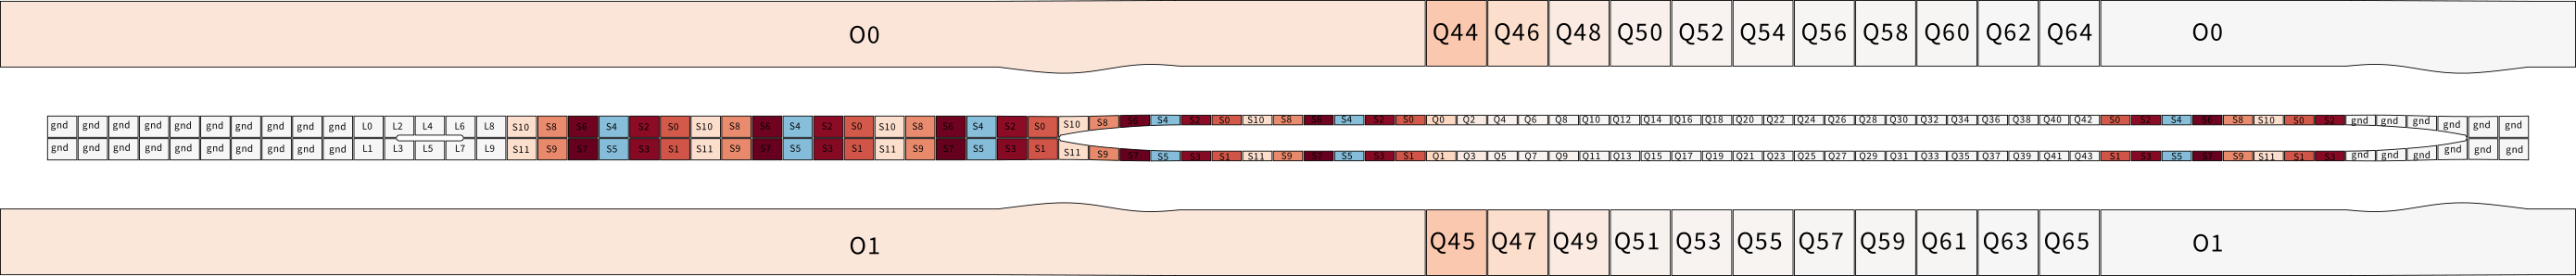 O0 Q44 Q46 Q48 Q50 Q52 Q54 Q56 Q58 Q60 Q62 Q64 O0
gnd gnd gnd gnd gnd gnd gnd gnd gnd gnd L0 L2 L4 L6 L8 S10 S8 S6 S4 S2 S0 S10 S8 S6 S4 S2 S0 S10 S8 S6 S4 S2 S0 S10 S8 S6 S4 S2 S0 S10 S8 S6 S4 S2 S0 Q0 Q2 Q4 Q6 Q8 Q10 Q12 Q14 Q16 Q18 Q20 Q22 Q24 Q26 Q28 Q30 Q32 Q34 Q36 Q38 Q40 Q42 S0 S2 S4 S6 S8 S10 S0 S2 gnd gnd gnd gnd gnd gnd
gnd gnd gnd gnd gnd gnd gnd gnd gnd gnd L1 L3 L5 L7 L9 S11 S9 S7 S5 S3 S1 S11 S9 S7 S5 S3 S1 S11 S9 S7 S5 S3 S1 S11 S9 S7 S5 S3 S1 S11 S9 S7 S5 S3 S1 Q1 Q3 Q5 Q7 Q9 Q11 Q13 Q15 Q17 Q19 Q21 Q23 Q25 Q27 Q29 Q31 Q33 Q35 Q37 Q39 Q41 Q43 S1 S3 S5 S7 S9 S11 S1 S3 gnd gnd gnd gnd gnd gnd
O1 Q45 Q47 Q49 Q51 Q53 Q55 Q57 Q59 Q61 Q63 Q65 O1